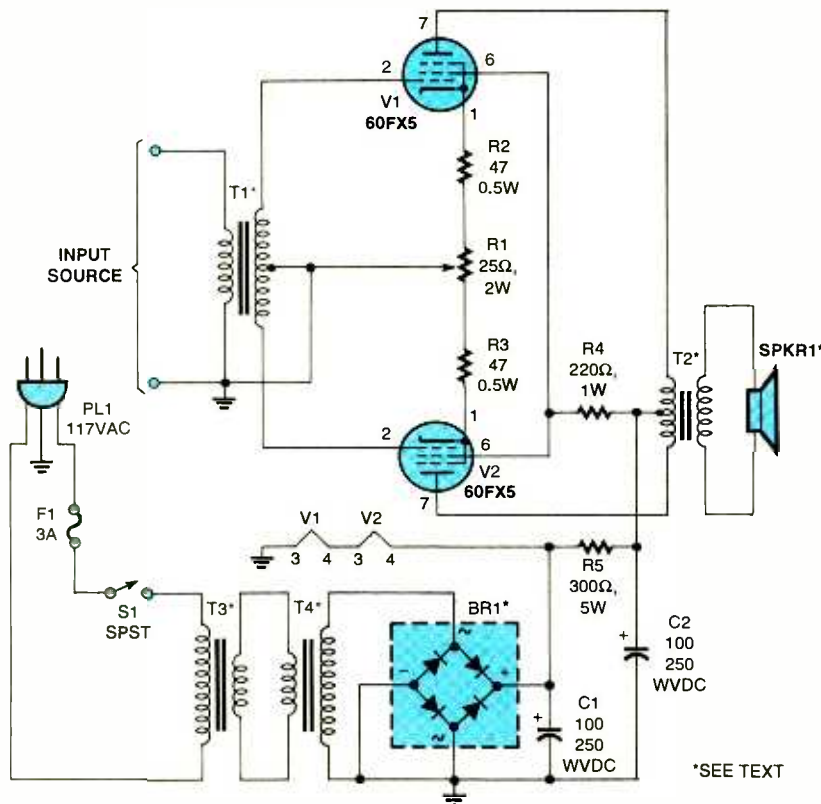 7
2
6
V1
60FX5
1
R2
47
0.5W
T1*
INPUT
SOURCE
R1
25Ω,
2W
R3
47
0.5W
1
2
6
V2
60FX5
7
R4
220Ω,
1W
T2*
SPKR1*
PL1
117VAC
F1
3A
S1
SPST
V1
V2
3
4
3
4
R5
300Ω,
5W
T3*
T4*
BR1*
~
-
+
~
+
C1
100
250
WVDC
+
C2
100
250
WVDC
*SEE TEXT